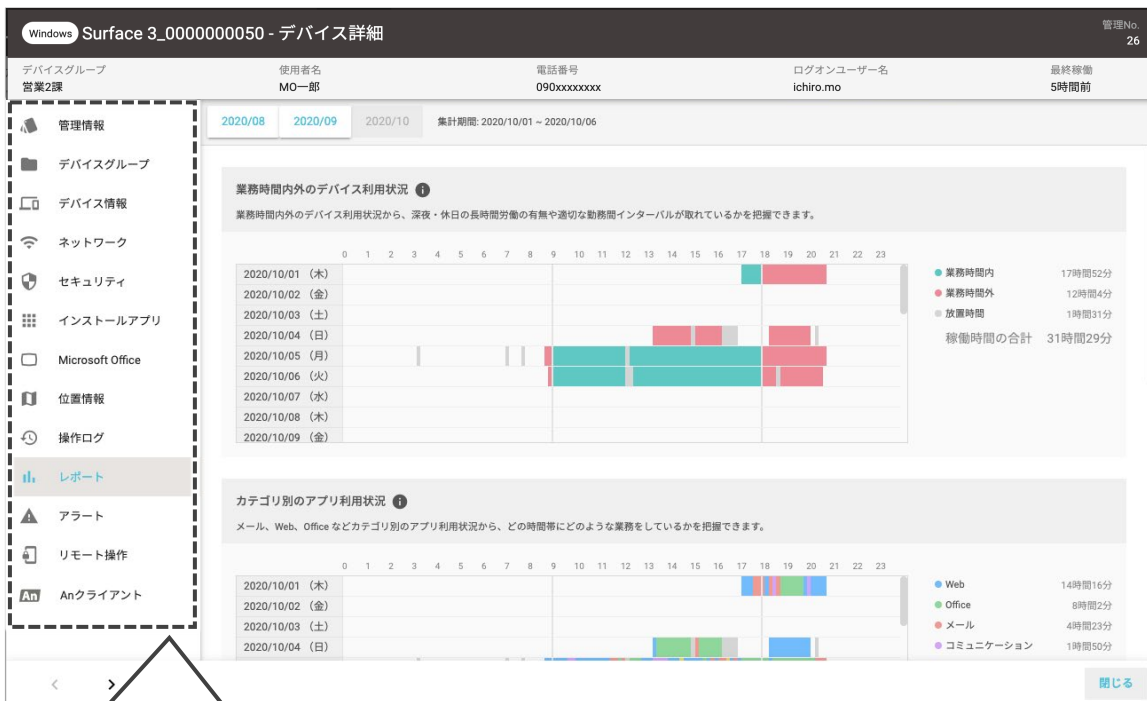 Windows Surface 3_0000000050 - デバイス詳細
管理No.
26
デバイスグループ 使用者名 電話番号 ログオンユーザー名 最終稼働
営業2課 MO一郎 090xxxxxxxx ichiro.mo 5時間前
管理情報
デバイスグループ
デバイス情報
ネットワーク
セキュリティ
インストールアプリ
Microsoft Office
位置情報
操作ログ
レポート
アラート
リモート操作
An Anクライアント
2020/08 2020/09 2020/10 集計期間: 2020/10/01 ~ 2020/10/06
業務時間内外のデバイス利用状況
業務時間内外のデバイス利用状況から、深夜・休日の長時間労働の有無や適切な勤務間インターバルが取れているかを把握できます。
0 1 2 3 4 5 6 7 8 9 10 11 12 13 14 15 16 17 18 19 20 21 22 23
2020/10/01 （木）
2020/10/02 （金）
2020/10/03 （土）
2020/10/04 （日）
2020/10/05 （月）
2020/10/06 （火）
2020/10/07 （水）
2020/10/08 （木）
2020/10/09 （金）
業務時間内 17時間52分
業務時間外 12時間4分
放置時間 1時間31分
稼働時間の合計 31時間29分
カテゴリ別のアプリ利用状況
メール、Web、Office などカテゴリ別のアプリ利用状況から、どの時間帯にどのような業務をしているかを把握できます。
0 1 2 3 4 5 6 7 8 9 10 11 12 13 14 15 16 17 18 19 20 21 22 23
2020/10/01 （木）
2020/10/02 （金）
2020/10/03 （土）
2020/10/04 （日）
Web 14時間16分
Office 8時間2分
メール 4時間23分
コミュニケーション 1時間50分
閉じる